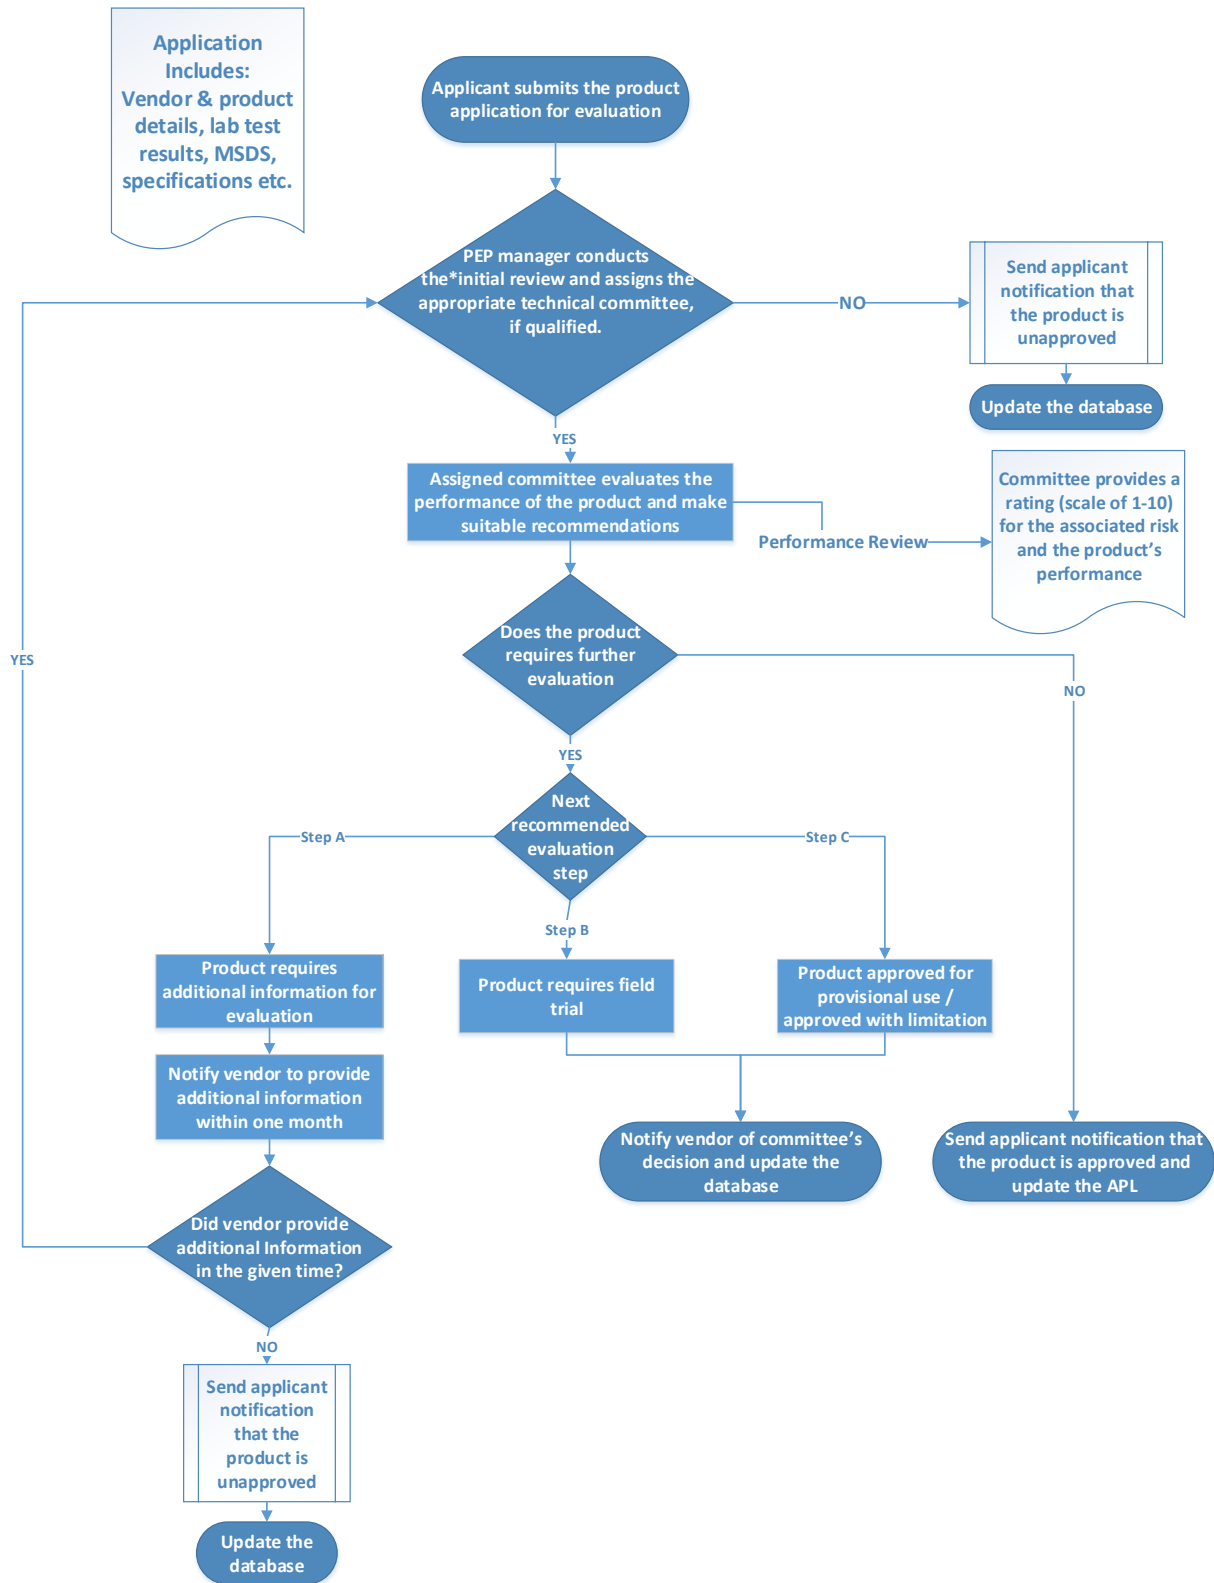 Application
Includes:
Vendor & product
details, lab test
results, MSDS,
specifications etc.
Applicant submits the product
application for evaluation
PEP manager conducts
the*initial review and assigns the
appropriate technical committee,
if qualified.
NO
Send applicant
notification that
the product is
unapproved
Update the database
YES
Assigned committee evaluates the
performance of the product and make
suitable recommendations
Performance Review
Committee provides a
rating (scale of 1-10)
for the associated risk
and the product's
performance
Does the product
requires further
evaluation
YES
NO
YES
Next
recommended
evaluation
step
Step A
Step B
Step C
Product requires
additional information for
evaluation
Product requires field
trial
Product approved for
provisional use /
approved with limitation
Notify vendor to provide
additional information
within one month
Notify vendor of committee's
decision and update the
database
Send applicant notification that
the product is approved and
update the APL
Did vendor provide
additional Information
in the given time?
NO
Send applicant
notification
that the
product is
unapproved
Update the
database